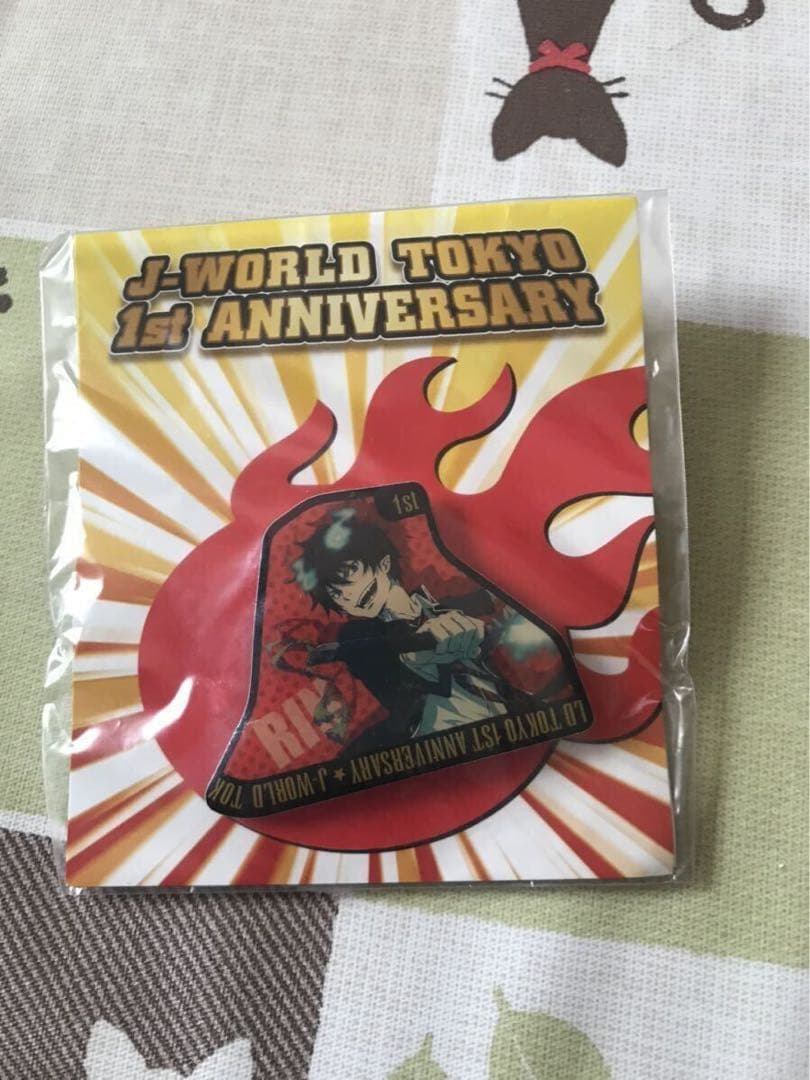 J-WORLD TOKYO
1st ANNIVERSARY
1st
RIN
LD TOKYO 1ST ANNIVERSARY ★ J-WORLD TOK